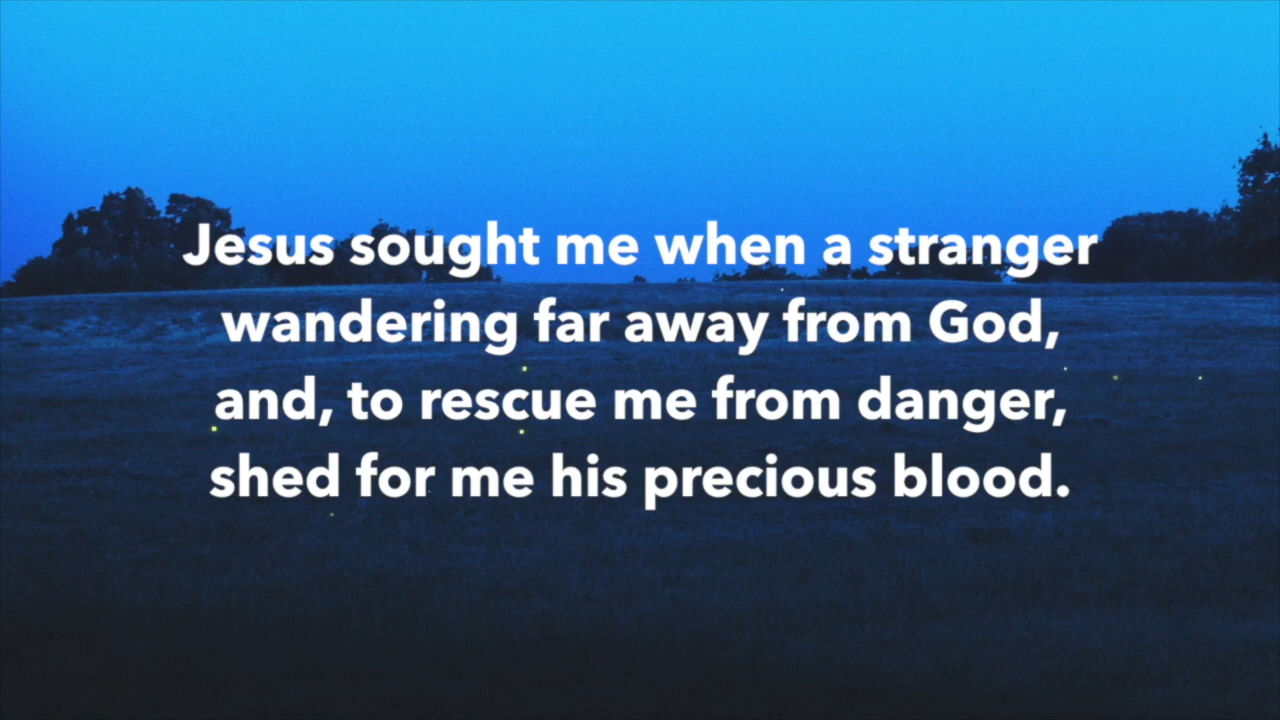 Jesus sought me when a stranger
wandering far away from God,
and, to rescue me from danger,
shed for me his precious blood.